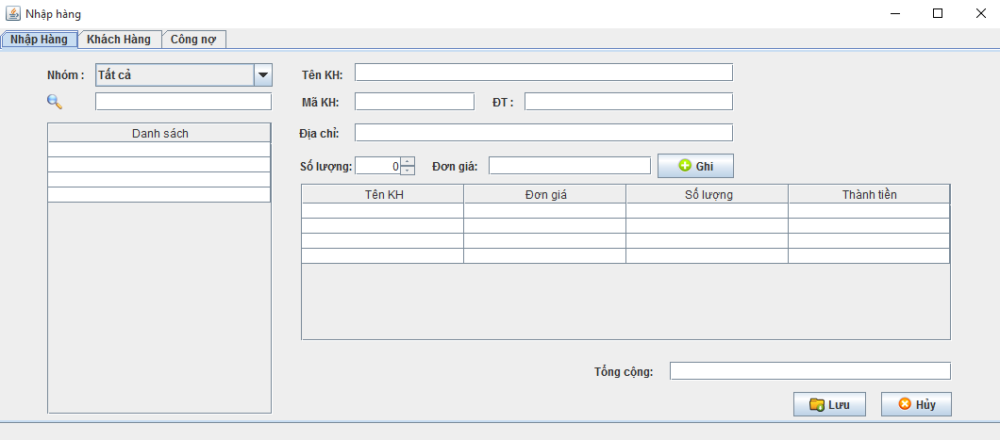 Nhập hàng
Nhập Hàng Khách Hàng Công nợ
Nhóm : Tất cả
Danh sách
Tên KH:
Mã KH: ĐT :
Địa chỉ:
Số lượng: 0 Đơn giá: Ghi
Tên KH Đơn giá Số lượng Thành tiền
Tổng cộng:
Lưu Hủy